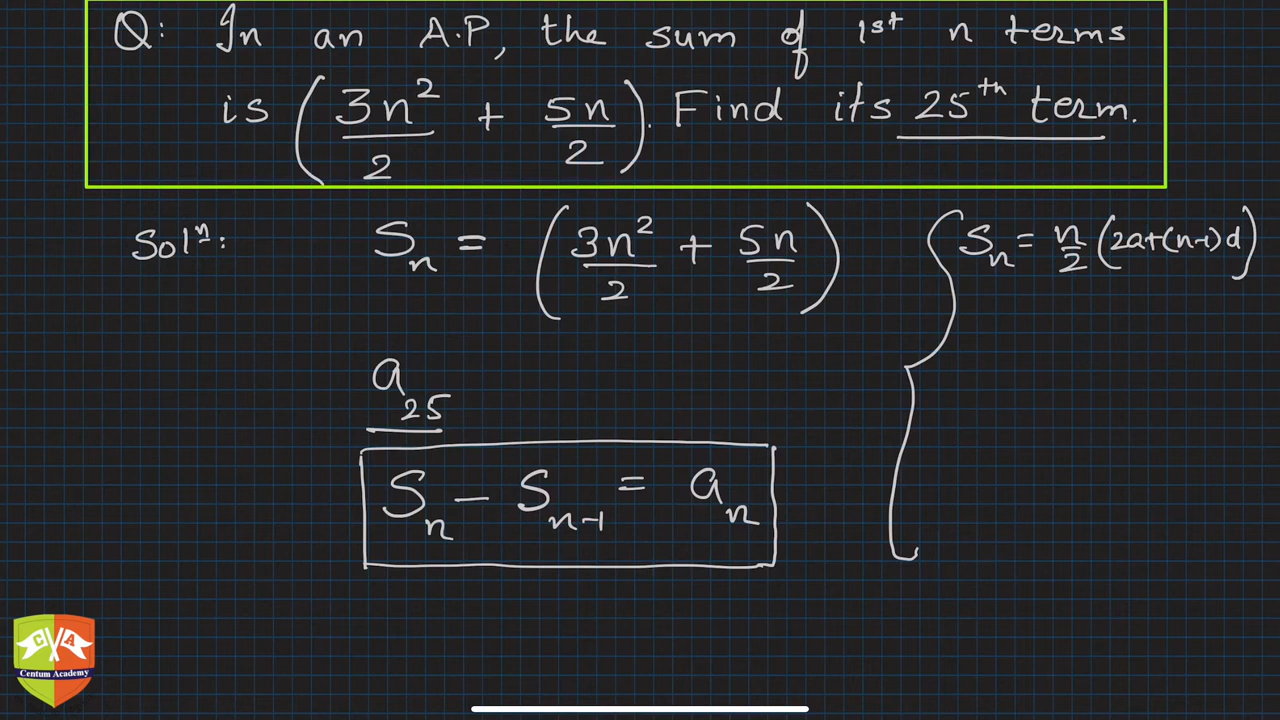 Q: In an A.P, the sum of 1st n terms
is (3n²/2 + 5n/2). Find its 25th term.
Solⁿ: Sₙ = (3n²/2 + 5n/2) { Sₙ = n/2 (2a+(n-1)d)
a₂₅
Sₙ - Sₙ₋₁ = aₙ
C A
Centum Academy